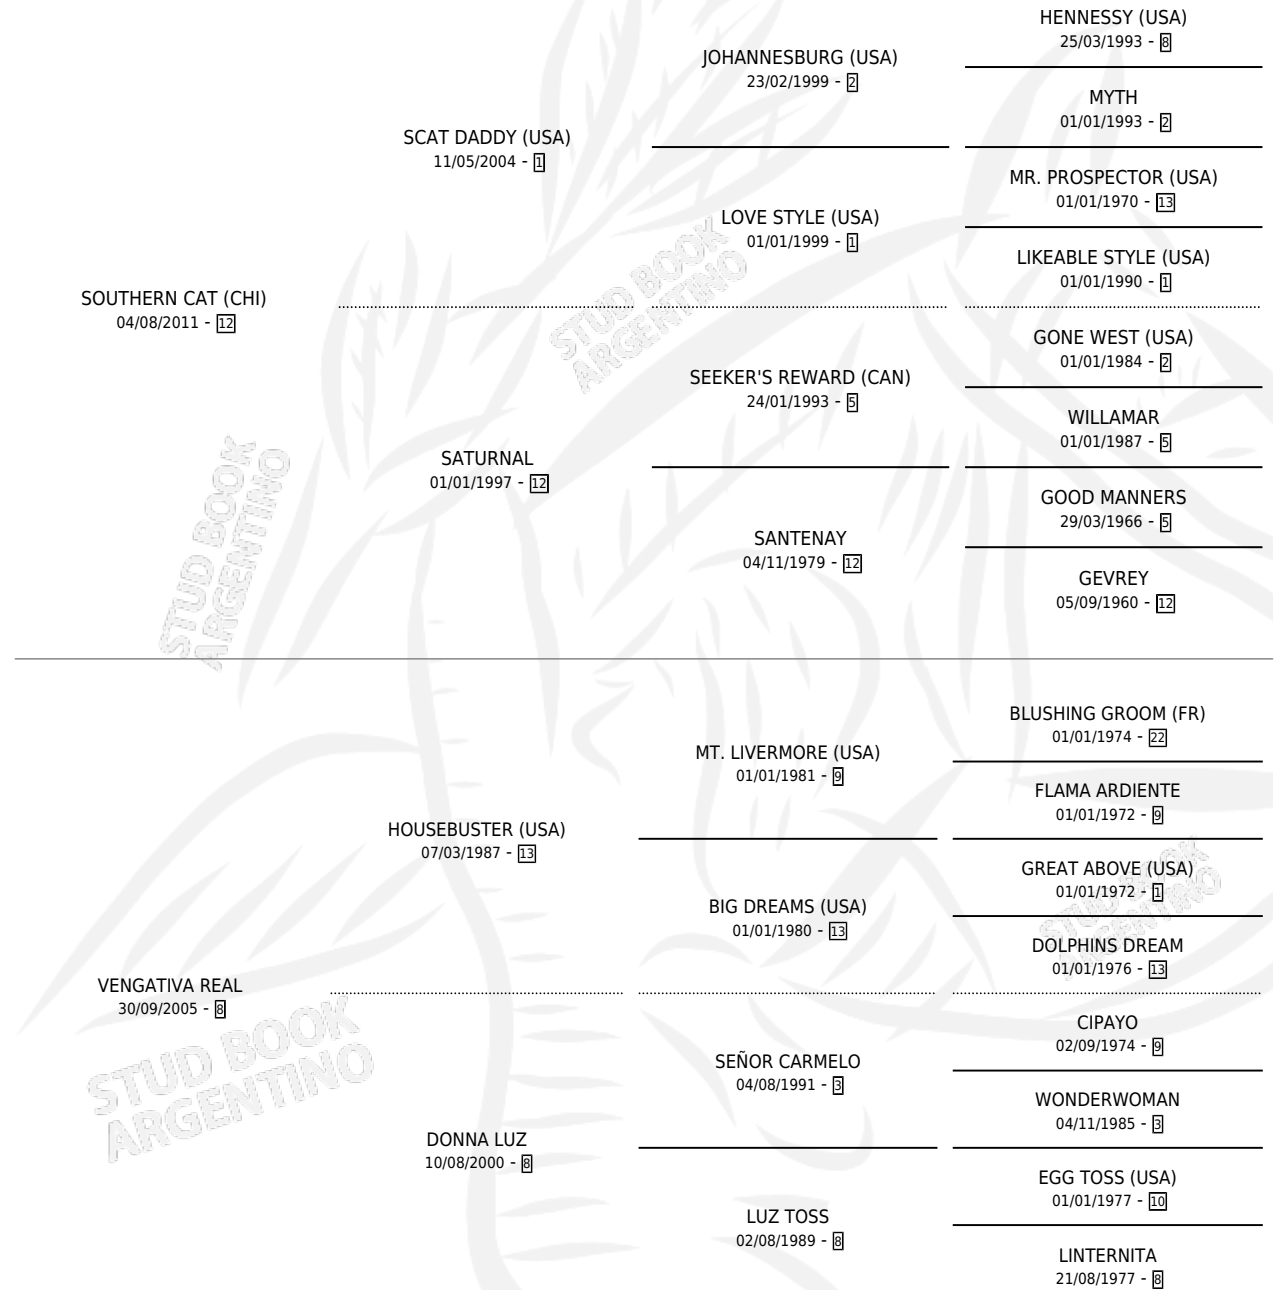 HENNESSY (USA)
25/03/1993 - 8
JOHANNESBURG (USA)
23/02/1999 - 2
MYTH
01/01/1993 - 2
SCAT DADDY (USA)
11/05/2004 - 1
MR. PROSPECTOR (USA)
01/01/1970 - 13
LOVE STYLE (USA)
01/01/1999 - 1
LIKEABLE STYLE (USA)
01/01/1990 - 1
SOUTHERN CAT (CHI)
04/08/2011 - 12
STUD BOOK
ARGENTINO
GONE WEST (USA)
01/01/1984 - 2
SEEKER'S REWARD (CAN)
24/01/1993 - 5
WILLAMAR
01/01/1987 - 5
SATURNAL
01/01/1997 - 12
GOOD MANNERS
29/03/1966 - 5
SANTENAY
04/11/1979 - 12
GEVREY
05/09/1960 - 12
STUD BOOK
ARGENTINO
BLUSHING GROOM (FR)
01/01/1974 - 22
MT. LIVERMORE (USA)
01/01/1981 - 9
FLAMA ARDIENTE
01/01/1972 - 9
HOUSEBUSTER (USA)
07/03/1987 - 13
GREAT ABOVE (USA)
01/01/1972 - 1
BIG DREAMS (USA)
01/01/1980 - 13
STUD BOOK
ARGENTINO
DOLPHINS DREAM
01/01/1976 - 13
VENGATIVA REAL
30/09/2005 - 8
CIPAYO
02/09/1974 - 9
SEÑOR CARMELO
04/08/1991 - 3
STUD BOOK
ARGENTINO
WONDERWOMAN
04/11/1985 - 3
DONNA LUZ
10/08/2000 - 8
EGG TOSS (USA)
01/01/1977 - 10
LUZ TOSS
02/08/1989 - 8
LINTERNITA
21/08/1977 - 8